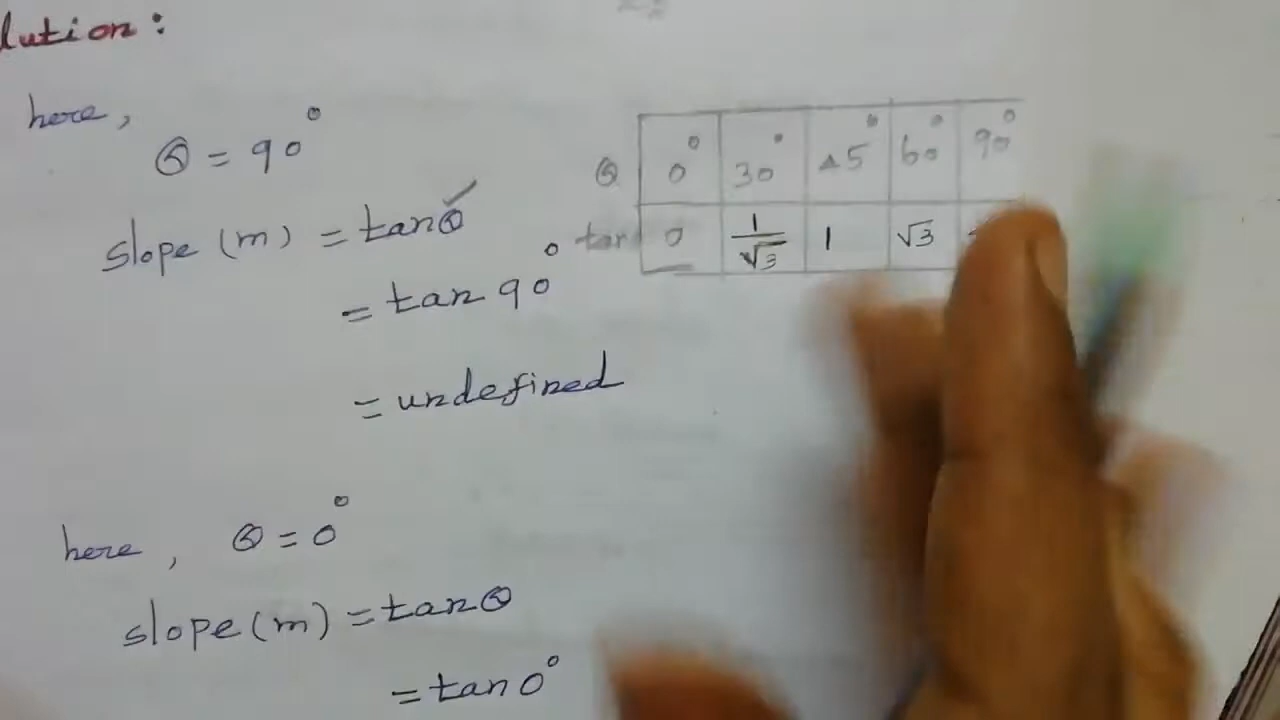 lution:
here,
θ = 90°
slope (m) = tanθ
= tan 90°
= undefined
θ 0° 30° 45° 60° 90°
tan 0 1/√3 1 √3
here, θ = 0°
slope (m) = tanθ
= tan 0°